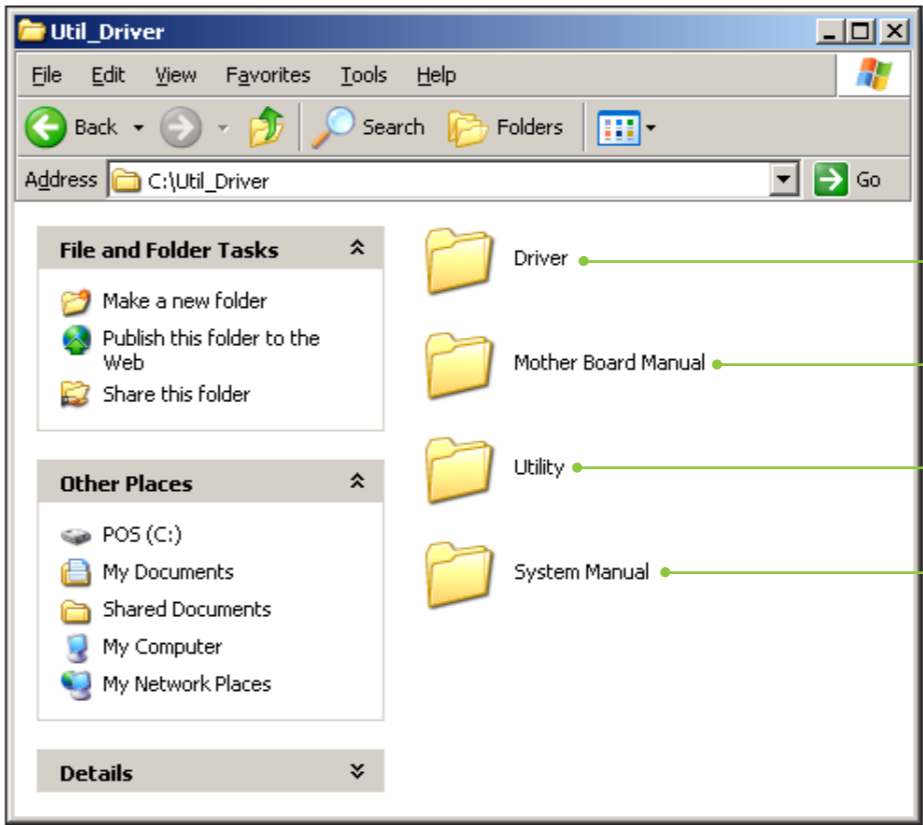 Util_Driver
File Edit View Favorites Tools Help
Back Search Folders
Address C:\Util_Driver Go
File and Folder Tasks
Make a new folder
Publish this folder to the
Web
Share this folder
Other Places
POS (C:)
My Documents
Shared Documents
My Computer
My Network Places
Details
Driver
Mother Board Manual
Utility
System Manual